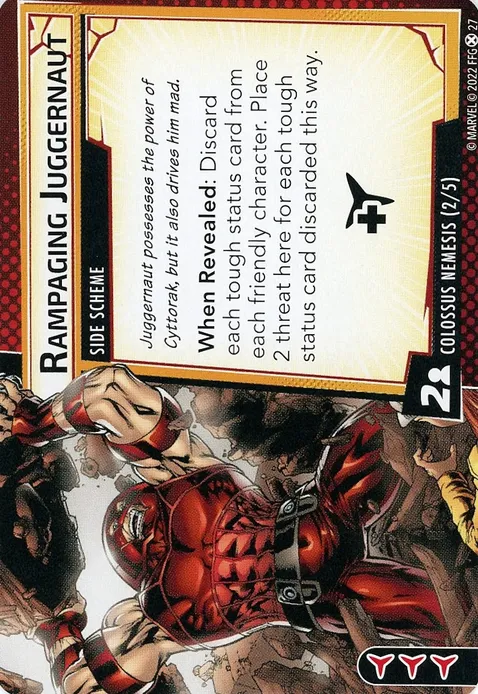 RAMPAGING JUGGERNAUT
SIDE SCHEME
Juggernaut possesses the power of
Cyttorak, but it also drives him mad.
When Revealed: Discard
each tough status card from
each friendly character. Place
2 threat here for each tough
status card discarded this way.
2
COLOSSUS NEMESIS (2/5)
© MARVEL © 2022 FFG 27